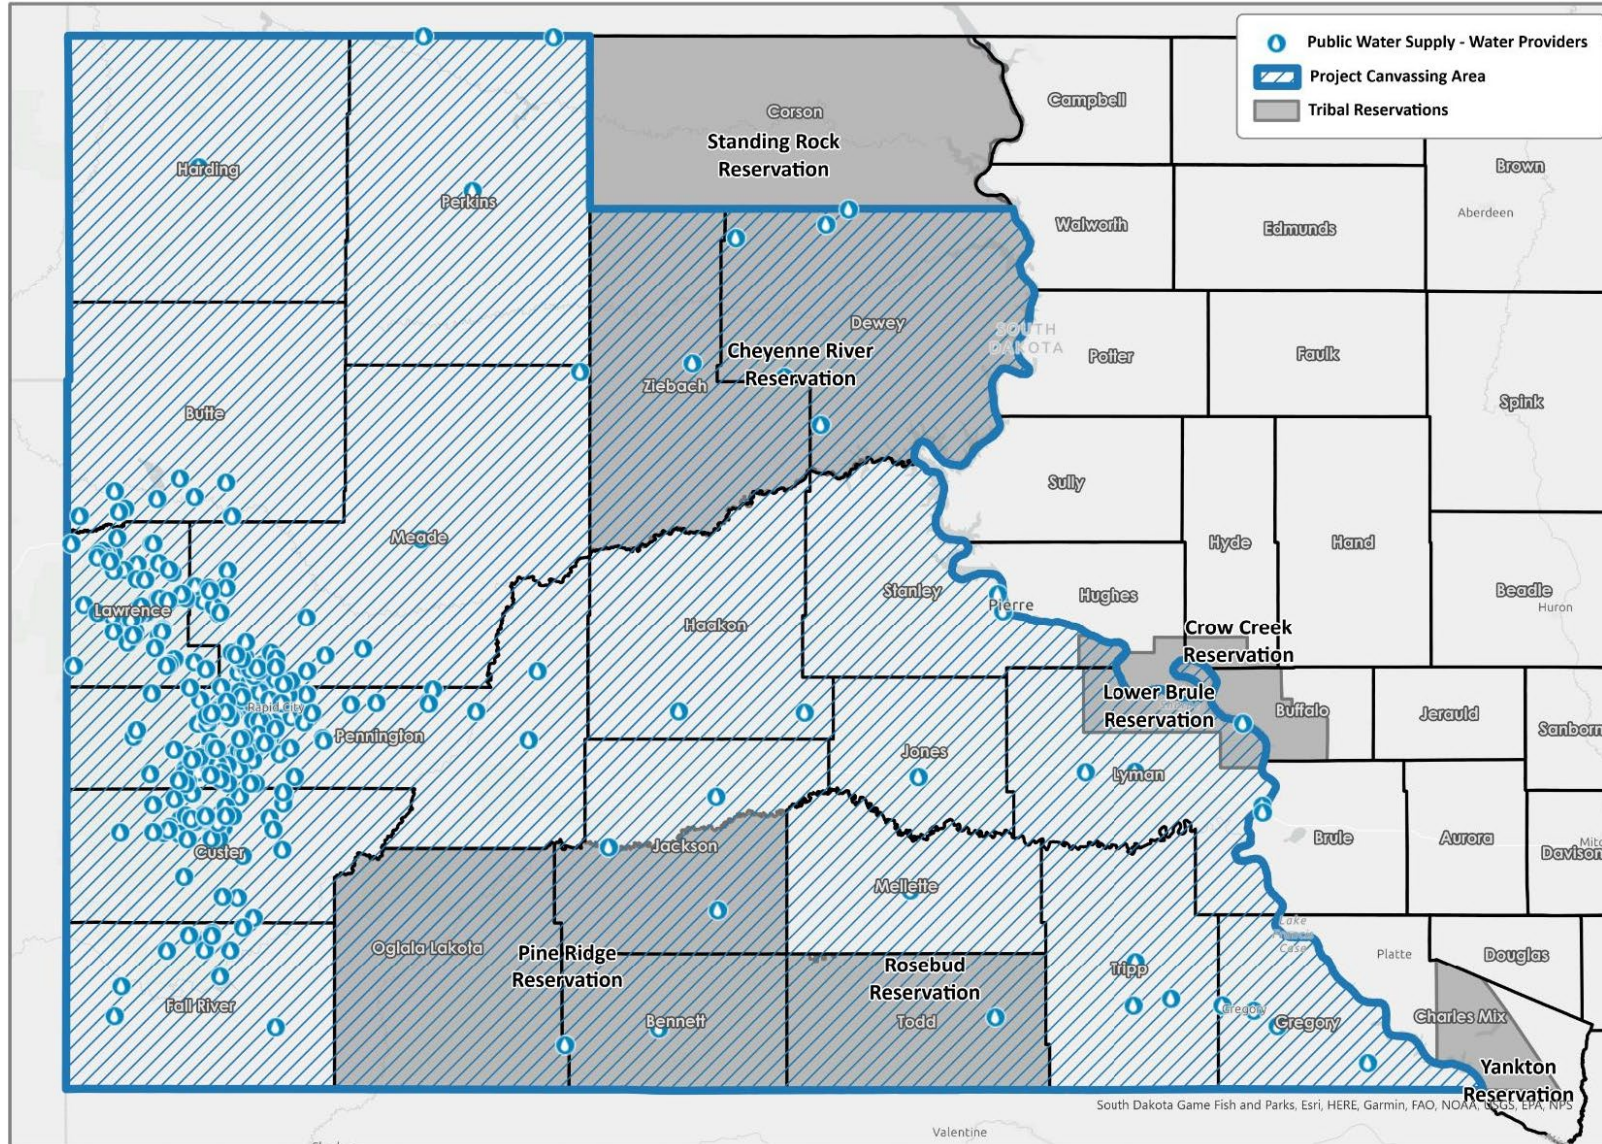 Public Water Supply - Water Providers
Project Canvassing Area
Tribal Reservations
Corson
Standing Rock
Reservation
Campbell
Brown
Harding
Perkins
Walworth
Edmunds
Aberdeen
Dewey
SOUTH
DAKOTA
Cheyenne River
Reservation
Ziebach
Potter
Faulk
Butte
Spink
Sully
Meade
Hyde
Hand
Lawrence
Stanley
Pierre
Hughes
Beadle
Huron
Haakon
Crow Creek
Reservation
Lower Brule
Reservation
Rapid City
Buffalo
Jerauld
Sanborn
Pennington
Jones
Lyman
Brule
Aurora
Davison
Custer
Jackson
Mellette
Oglala Lakota
Pine Ridge
Reservation
Rosebud
Reservation
Lake
Francis
Case
Platte
Douglas
Tripp
Fall River
Bennett
Todd
Gregory
Gregory
Charles Mix
Yankton
Reservation
South Dakota Game Fish and Parks, Esri, HERE, Garmin, FAO, NOAA, USGS, EPA, NPS
Valentine